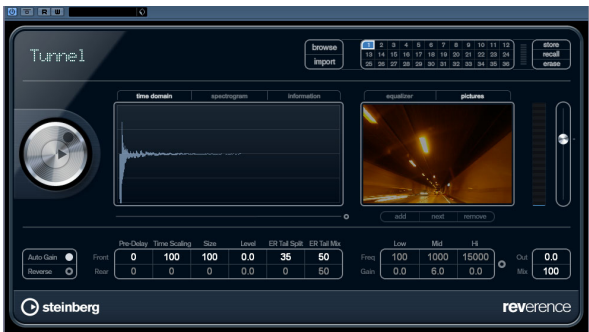 R W
Tunnel
browse
import
1 2 3 4 5 6 7 8 9 10 11 12
13 14 15 16 17 18 19 20 21 22 23 24
25 26 27 28 29 30 31 32 33 34 35 36
store
recall
erase
time domain spectrogram information
equalizer pictures
add next remove
Pre-Delay Time Scaling Size Level ER Tail Split ER Tail Mix
Low Mid Hi
Auto Gain
Front 0 100 100 0.0 35 50
Freq 100 1000 15000
Out 0.0
Reverse
Rear 0 0 0 0.0 0 50
Gain 0.0 6.0 0.0
Mix 100
steinberg
reverence